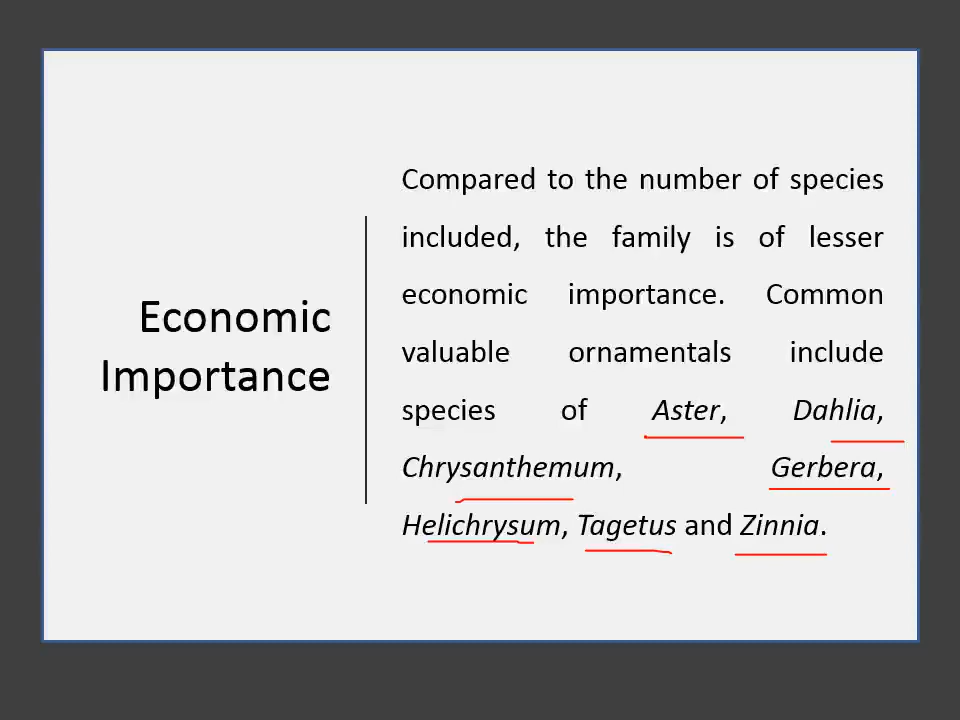 Economic
Importance
Compared to the number of species
included, the family is of lesser
economic importance. Common
valuable ornamentals include
species of Aster, Dahlia,
Chrysanthemum, Gerbera,
Helichrysum, Tagetus and Zinnia.